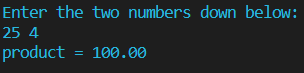 Enter the two numbers down below:
25 4
product = 100.00